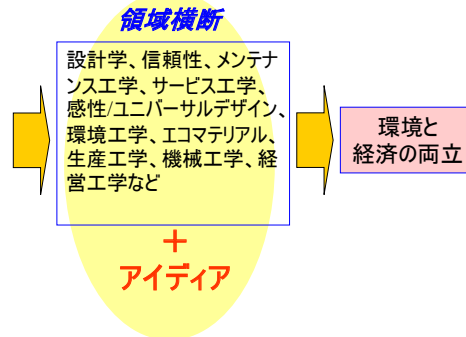 領域横断
設計学、信頼性、メンテナ
ンス工学、サービス工学、
感性/ユニバーサルデザイン、
環境工学、エコマテリアル、
生産工学、機械工学、経
営工学など
＋
アイディア
環境と
経済の両立